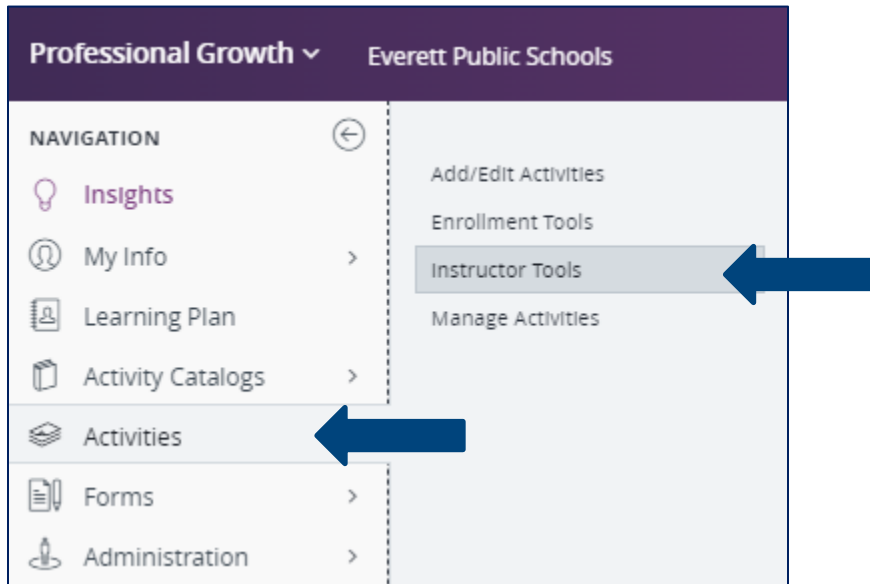 Professional Growth Everett Public Schools
NAVIGATION
Insights
My Info
Learning Plan
Activity Catalogs
Activities
Forms
Administration
Add/Edit Activities
Enrollment Tools
Instructor Tools
Manage Activities